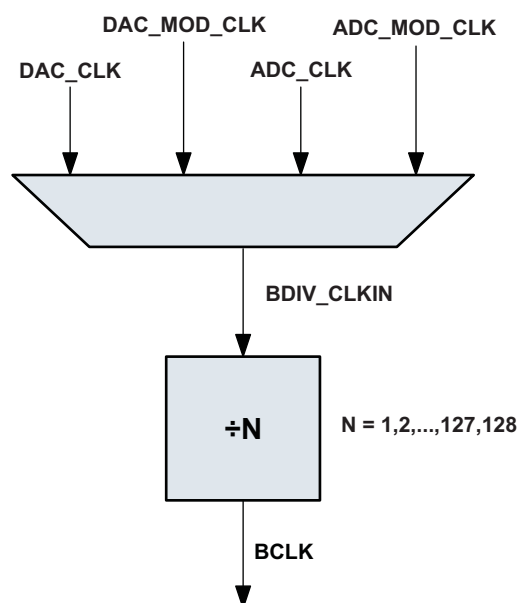 DAC_MOD_CLK
ADC_MOD_CLK
DAC_CLK
ADC_CLK
BDIV_CLKIN
÷N
N = 1,2,...,127,128
BCLK